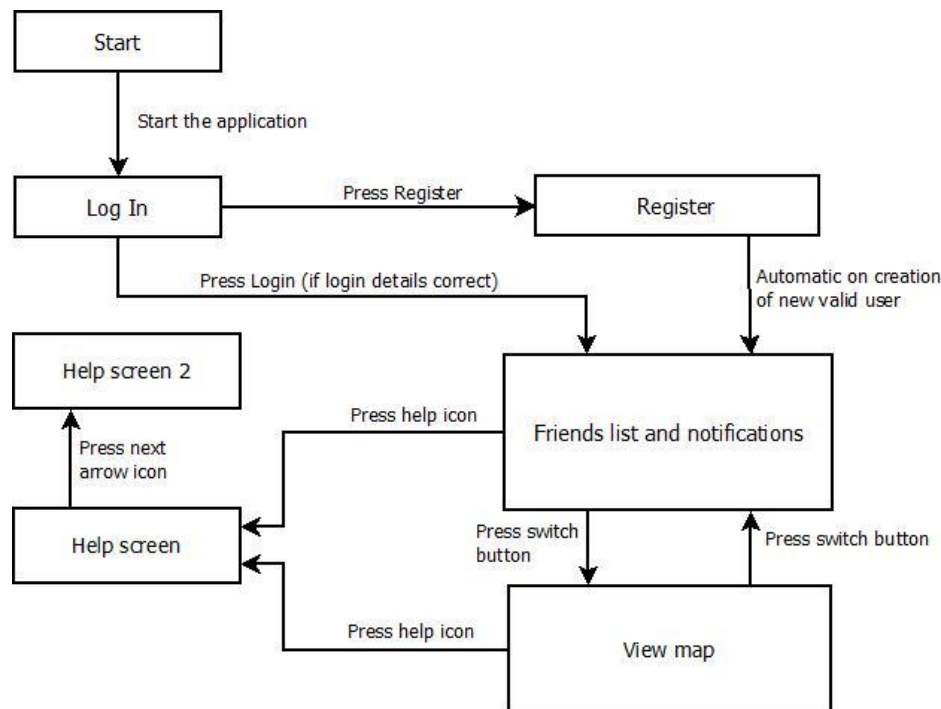 Start
Start the application
Log In
Press Register
Register
Press Login (if login details correct)
Automatic on creation
of new valid user
Help screen 2
Press help icon
Friends list and notifications
Press next
arrow icon
Help screen
Press switch
button
Press switch button
Press help icon
View map